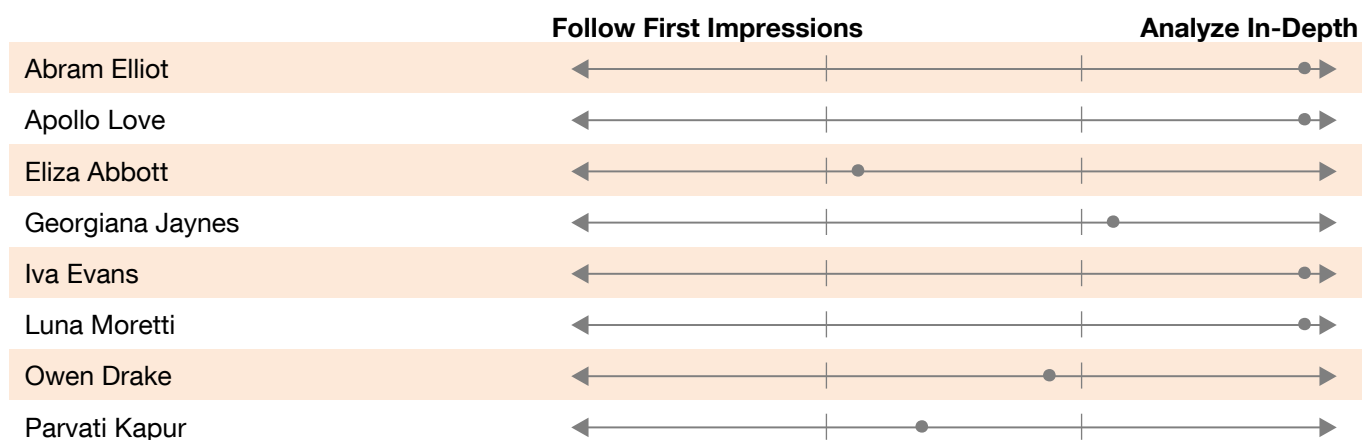 Follow First Impressions Analyze In-Depth
Abram Elliot
Apollo Love
Eliza Abbott
Georgiana Jaynes
Iva Evans
Luna Moretti
Owen Drake
Parvati Kapur